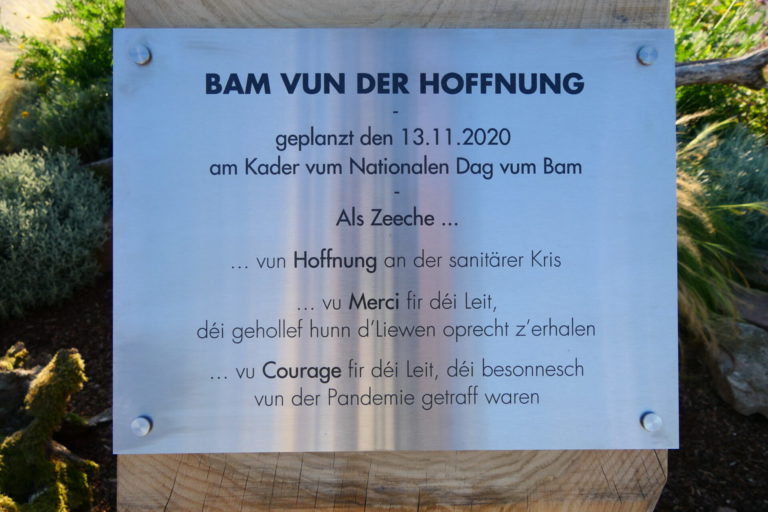 BAM VUN DER HOFFNUNG
-
geplanzt den 13.11.2020
am Kader vum Nationalen Dag vum Bam
-
Als Zeeche ...
... vun Hoffnung an der sanitärer Kris
... vu Merci fir déi Leit,
déi gehollef hunn d'Liewen oprecht z'erhalen
... vu Courage fir déi Leit, déi besonnesch
vun der Pandemie getraff waren